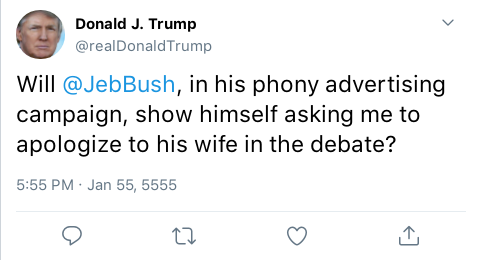 Donald J. Trump
@realDonaldTrump
Will @JebBush, in his phony advertising
campaign, show himself asking me to
apologize to his wife in the debate?
5:55 PM · Jan 55, 5555